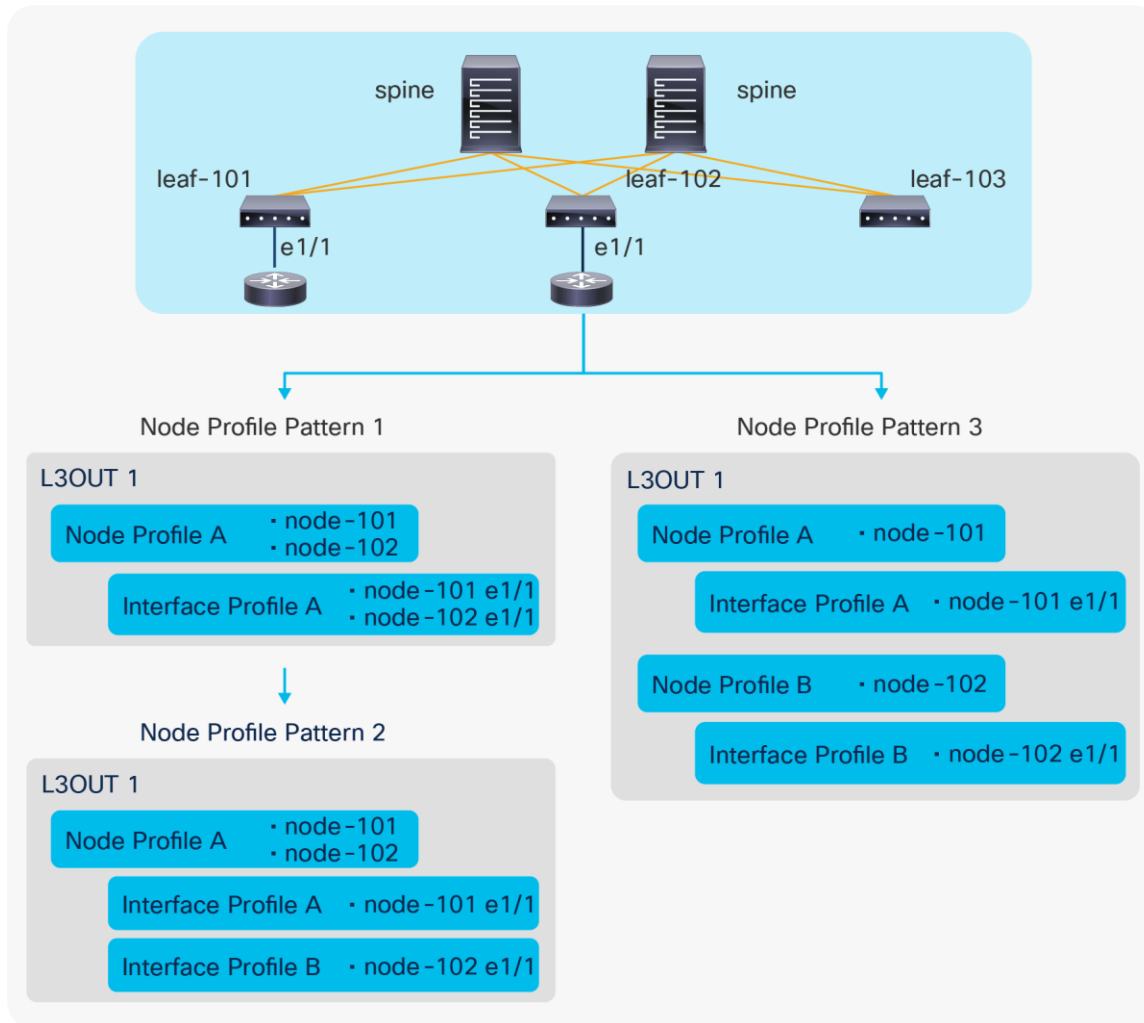 spine
spine
leaf-101
leaf-102
leaf-103
e1/1
e1/1
Node Profile Pattern 1
L3OUT 1
Node Profile A
· node-101
· node-102
Interface Profile A
· node-101 e1/1
· node-102 e1/1
Node Profile Pattern 2
L3OUT 1
Node Profile A
· node-101
· node-102
Interface Profile A · node-101 e1/1
Interface Profile B · node-102 e1/1
Node Profile Pattern 3
L3OUT 1
Node Profile A · node-101
Interface Profile A · node-101 e1/1
Node Profile B · node-102
Interface Profile B · node-102 e1/1